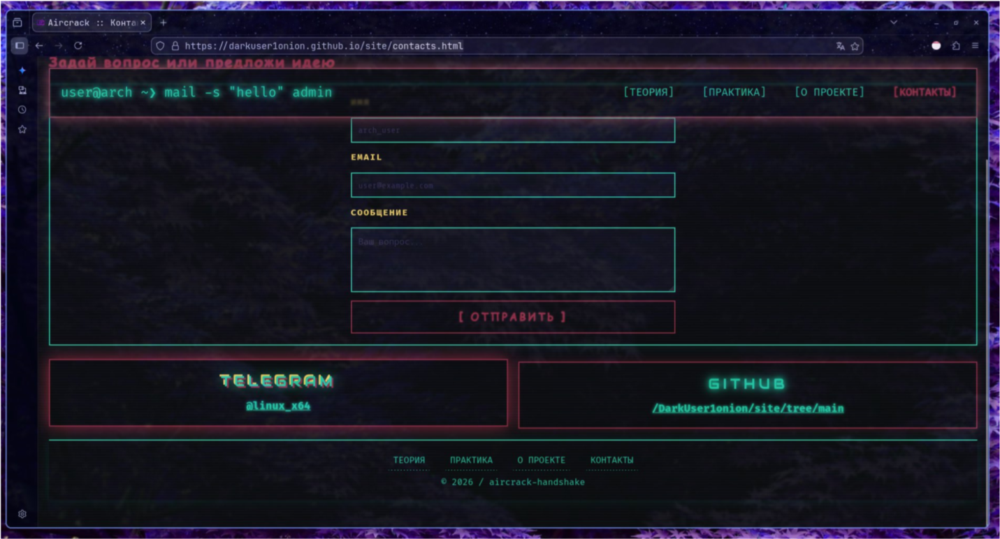 Aircrack :: Конта
https://darkuser1onion.github.io/site/contacts.html
Задай вопрос или предложи идею
user@arch ~❯ mail -s "hello" admin
[ТЕОРИЯ] [ПРАКТИКА] [О ПРОЕКТЕ] [КОНТАКТЫ]
arch_user
EMAIL
user@example.com
СООБЩЕНИЕ
Ваш вопрос...
[ ОТПРАВИТЬ ]
TELEGRAM
@linux_x64
GITHUB
/DarkUser1onion/site/tree/main
ТЕОРИЯ ПРАКТИКА О ПРОЕКТЕ КОНТАКТЫ
© 2026 / aircrack-handshake